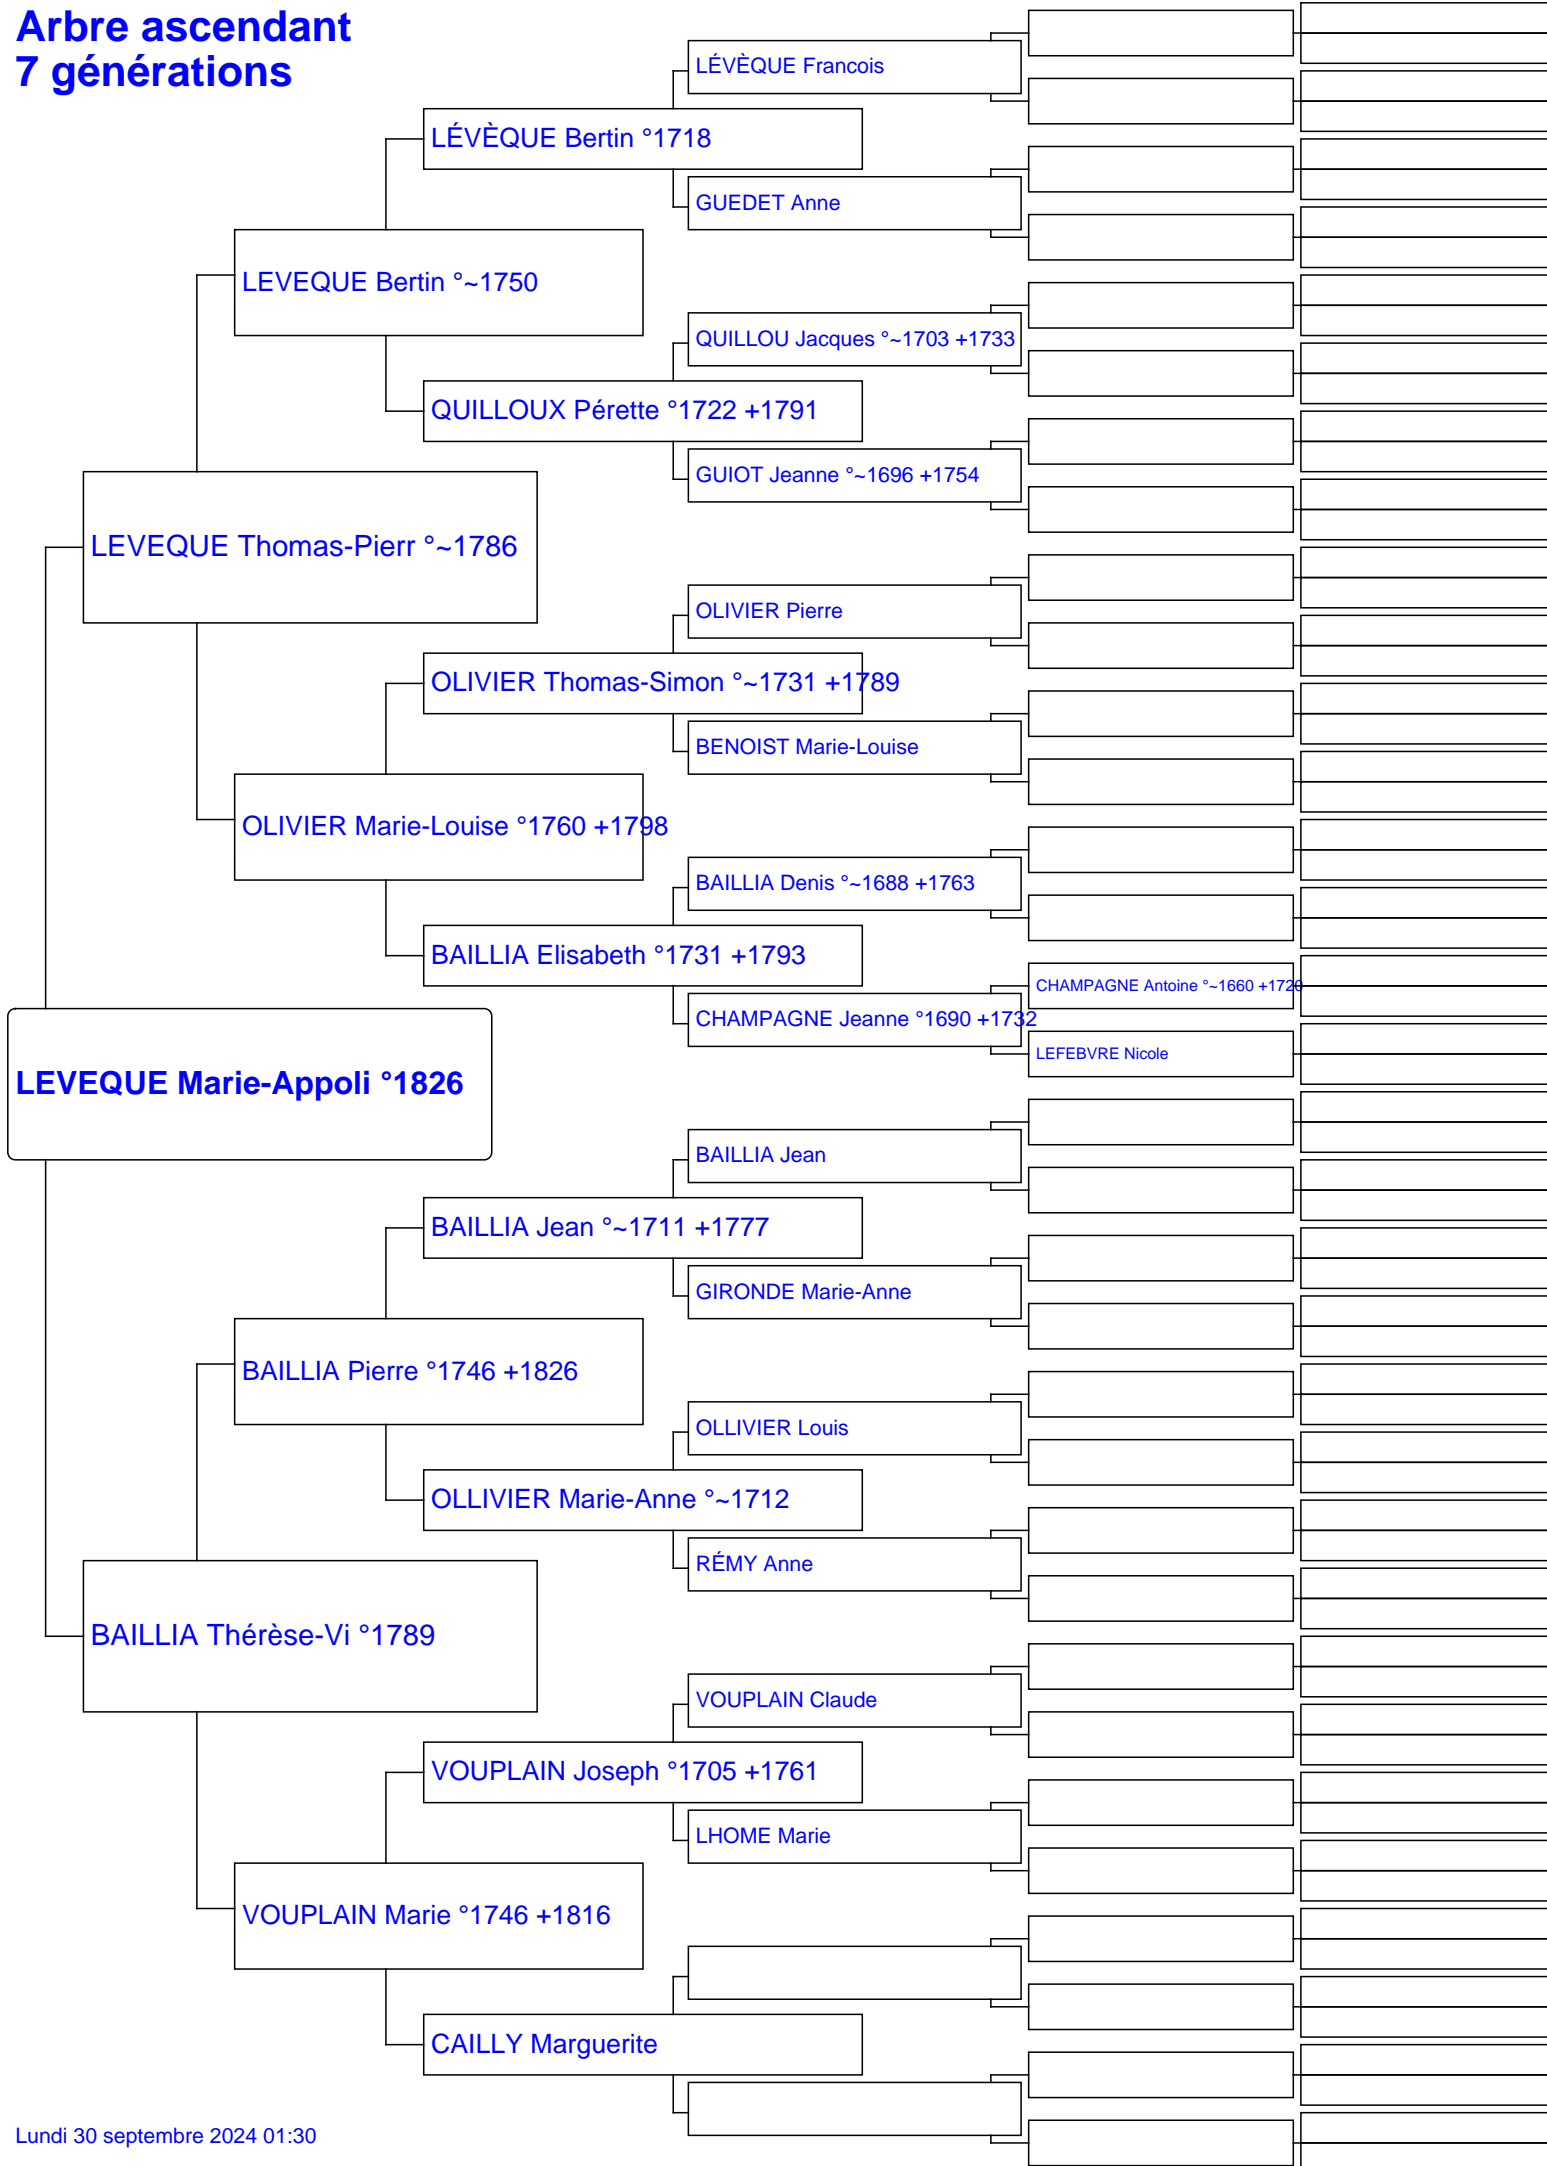 Arbre ascendant
7 générations
LÉVÈQUE Francois
LÉVÈQUE Bertin °1718
GUEDET Anne
LEVEQUE Bertin °~1750
QUILLOU Jacques °~1703 +1733
QUILLOUX Pérette °1722 +1791
GUIOT Jeanne °~1696 +1754
LEVEQUE Thomas-Pierr °~1786
OLIVIER Pierre
OLIVIER Thomas-Simon °~1731 +1789
BENOIST Marie-Louise
OLIVIER Marie-Louise °1760 +1798
BAILLIA Denis °~1688 +1763
BAILLIA Elisabeth °1731 +1793
CHAMPAGNE Antoine °~1660 +1720
CHAMPAGNE Jeanne °1690 +1732
LEFEBVRE Nicole
LEVEQUE Marie-Appoli °1826
BAILLIA Jean
BAILLIA Jean °~1711 +1777
GIRONDE Marie-Anne
BAILLIA Pierre °1746 +1826
OLLIVIER Louis
OLLIVIER Marie-Anne °~1712
RÉMY Anne
BAILLIA Thérèse-Vi °1789
VOUPLAIN Claude
VOUPLAIN Joseph °1705 +1761
LHOME Marie
VOUPLAIN Marie °1746 +1816
CAILLY Marguerite
Lundi 30 septembre 2024 01:30